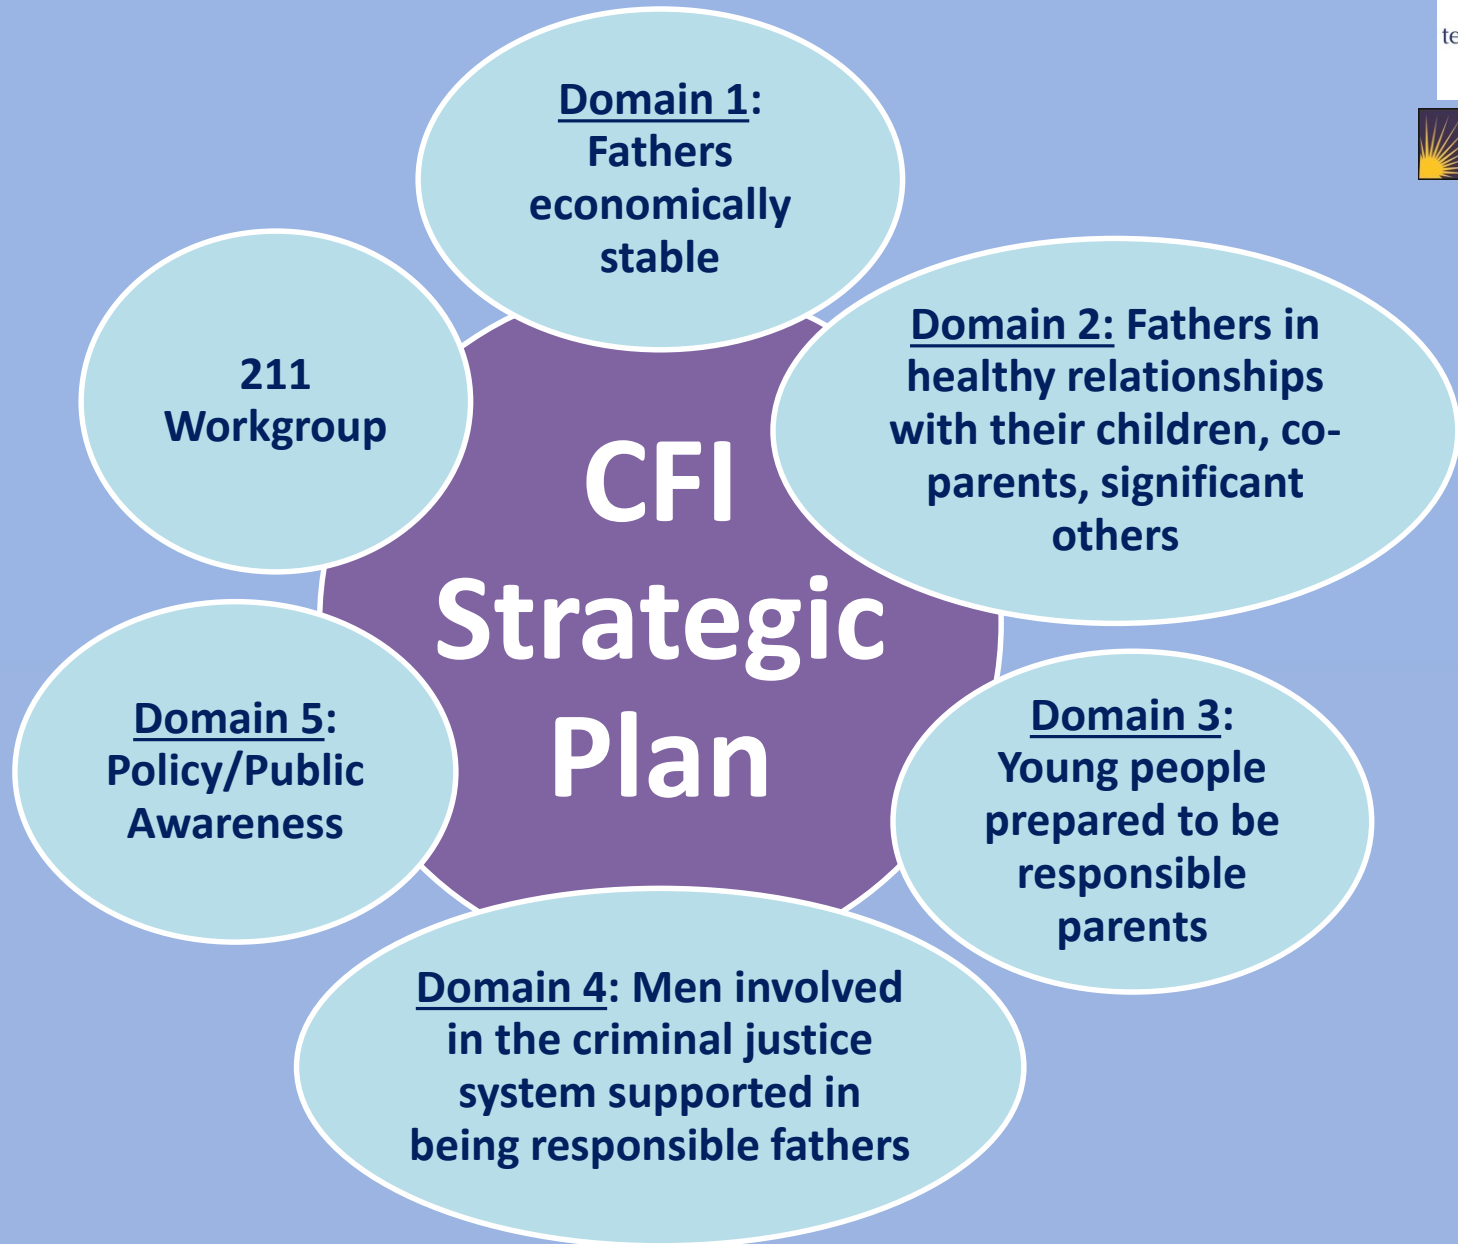 Domain 1:
Fathers
economically
stable
Domain 2: Fathers in
healthy relationships
with their children, co-
parents, significant
others
Domain 3:
Young people
prepared to be
responsible
parents
Domain 4: Men involved
in the criminal justice
system supported in
being responsible fathers
Domain 5:
Policy/Public
Awareness
211
Workgroup
CFI
Strategic
Plan